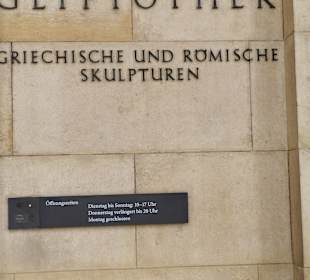 GLYPTOTHEK
GRIECHISCHE UND RÖMISCHE
SKULPTUREN
Öffnungszeiten Dienstag bis Sonntag: 10–17 Uhr
Donnerstag verlängert bis 20 Uhr
Montag geschlossen